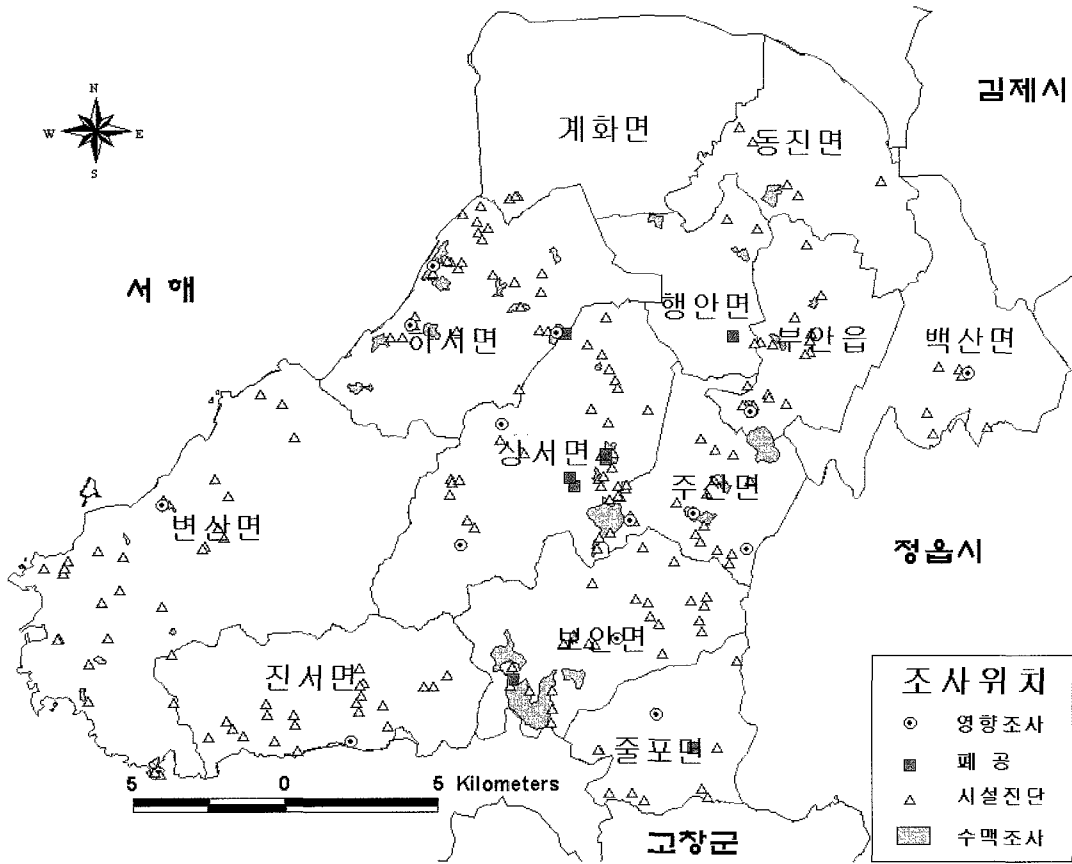 김제시
계화면
동진면
N
W E
S
서해
행안면
부안읍
백산면
하서면
상서면
주산면
변산면
정읍시
보안면
진서면
줄포면
5 0 5 Kilometers
고창군
조사위치
영향조사
폐공
시설진단
수맥조사